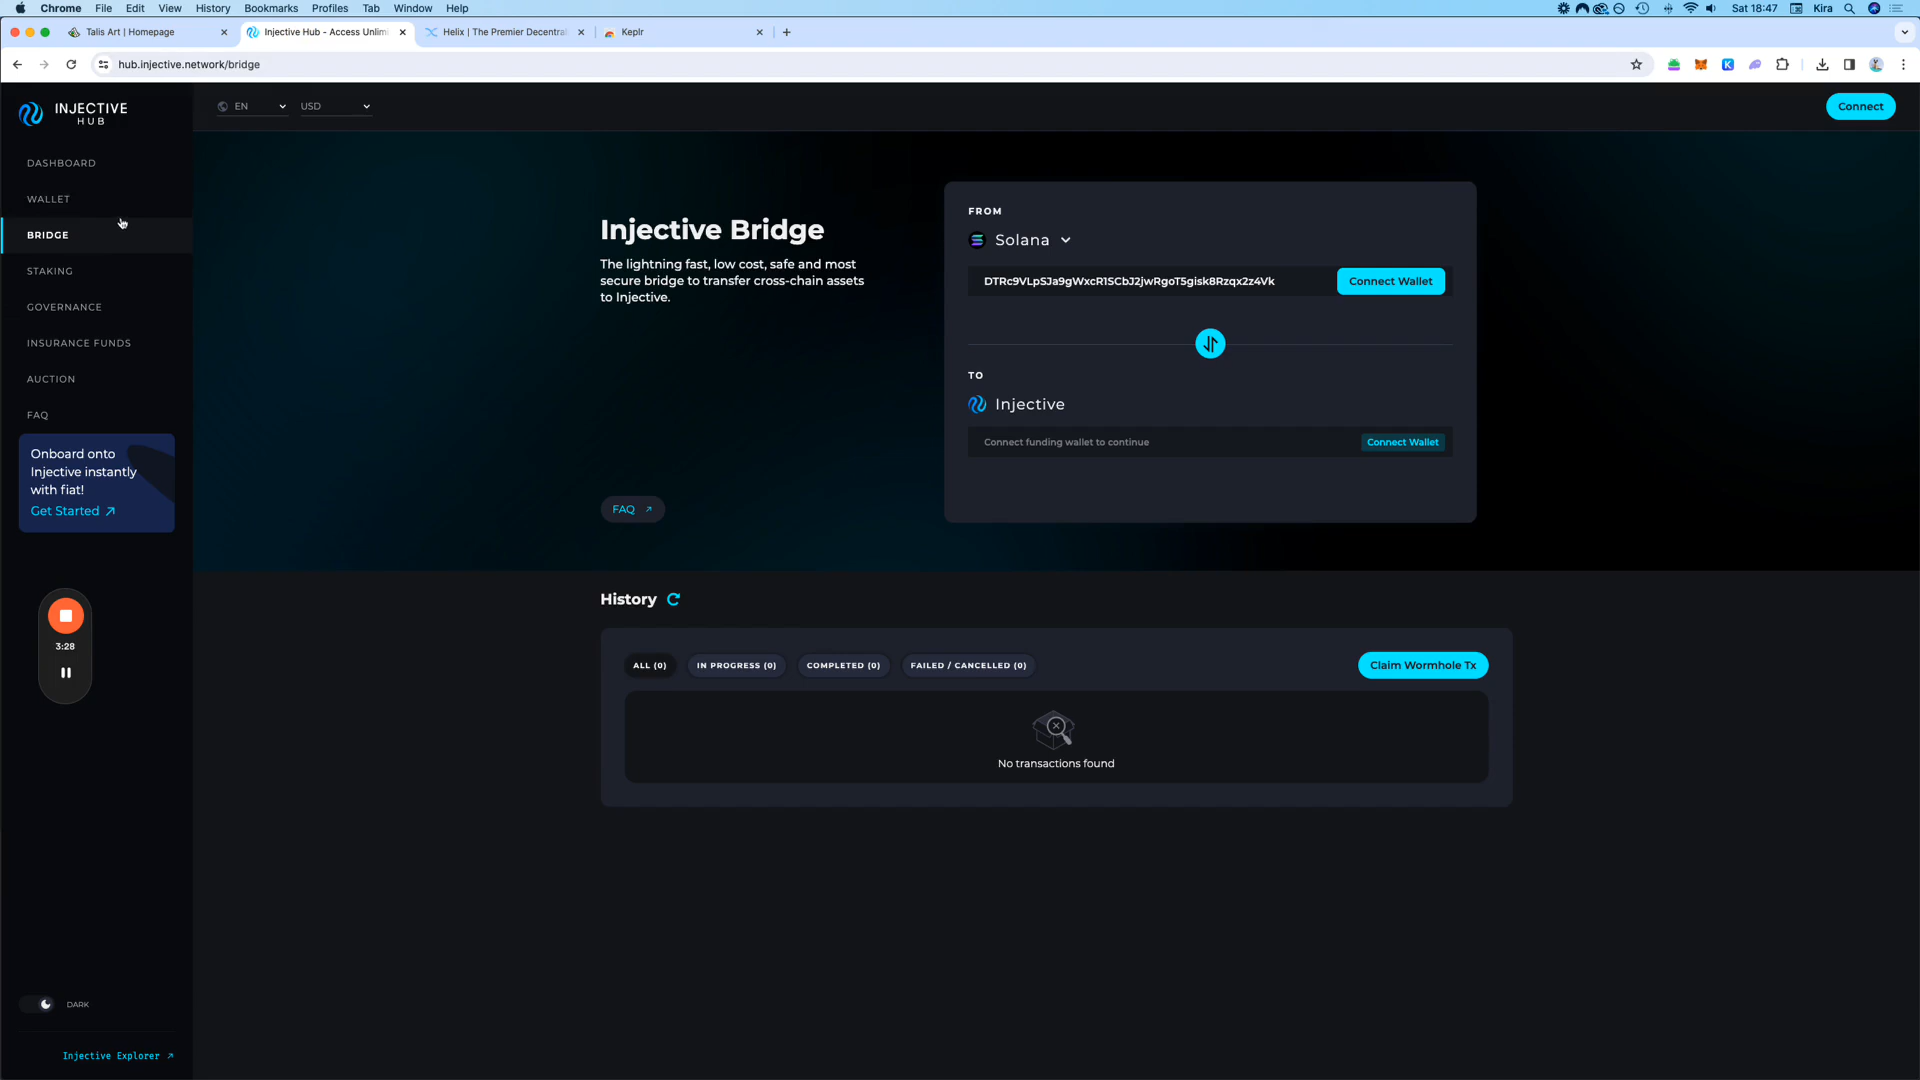 Chrome File Edit View History Bookmarks Profiles Tab Window Help
Sat 18:47 Kira
Talis Art | Homepage
Injective Hub - Access Unlim
Helix | The Premier Decentral
Keplr
hub.injective.network/bridge
INJECTIVE
HUB
EN
USD
Connect
DASHBOARD
WALLET
BRIDGE
STAKING
GOVERNANCE
INSURANCE FUNDS
AUCTION
FAQ
Onboard onto
Injective instantly
with fiat!
Get Started
3:28
DARK
Injective Explorer
Injective Bridge
The lightning fast, low cost, safe and most
secure bridge to transfer cross-chain assets
to Injective.
FAQ
FROM
Solana
DTRc9VLpSJa9gWxcR1SCbJ2jwRgoT5gisk8Rzqx2z4Vk
Connect Wallet
TO
Injective
Connect funding wallet to continue
Connect Wallet
History
ALL (0)
IN PROGRESS (0)
COMPLETED (0)
FAILED / CANCELLED (0)
Claim Wormhole Tx
No transactions found